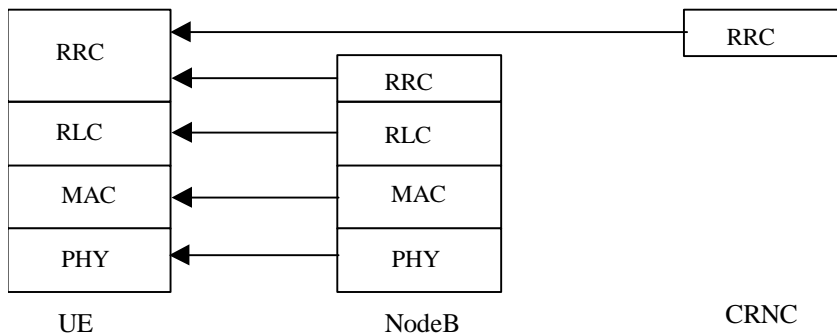 RRC RRC
RRC
RLC RLC
MAC MAC
PHY PHY
UE NodeB CRNC